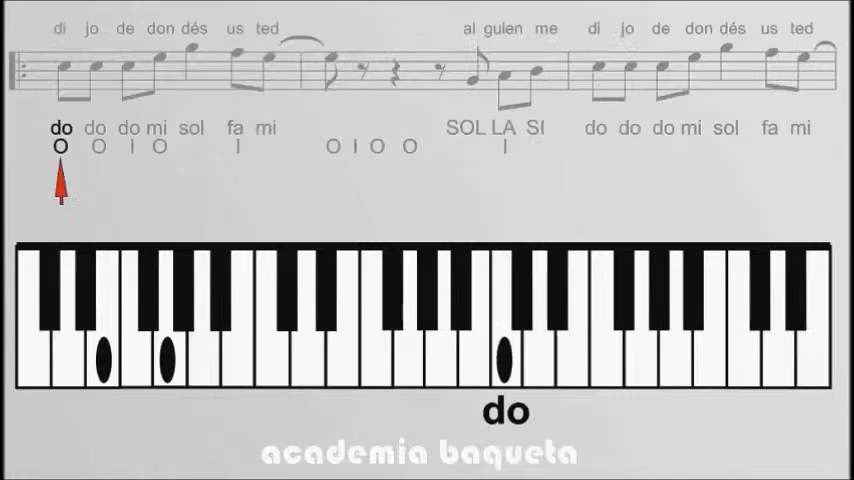 di jo de don dés us ted al guien me di jo de don dés us ted
do do do mi sol fa mi SOL LA SI do do do mi sol fa mi
O O I O I O I O O I
do
academia baqueta